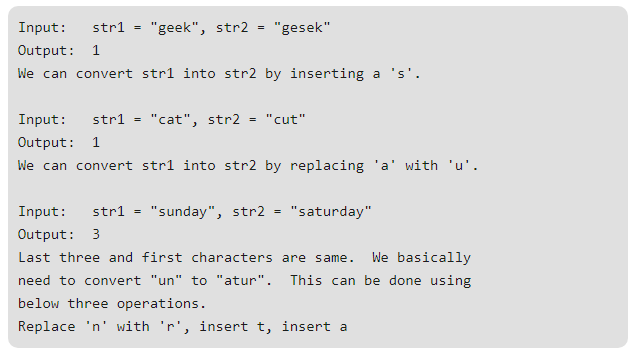 Input:   str1 = "geek", str2 = "gesek"
Output:  1
We can convert str1 into str2 by inserting a 's'.

Input:   str1 = "cat", str2 = "cut"
Output:  1
We can convert str1 into str2 by replacing 'a' with 'u'.

Input:   str1 = "sunday", str2 = "saturday"
Output:  3
Last three and first characters are same.  We basically
need to convert "un" to "atur".  This can be done using
below three operations.
Replace 'n' with 'r', insert t, insert a